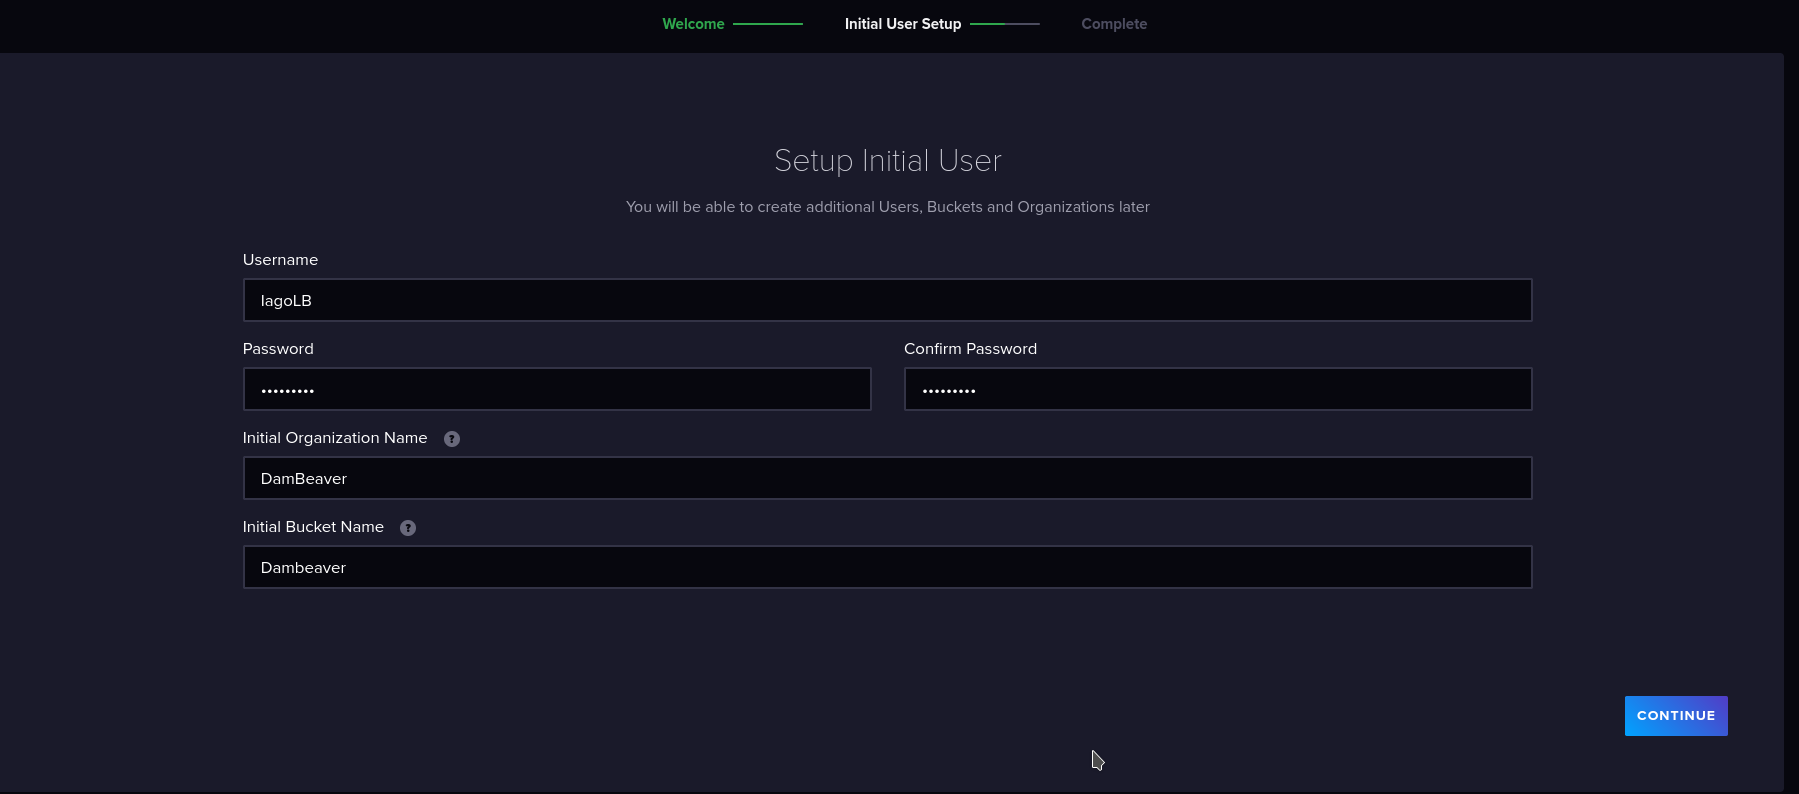 Welcome Initial User Setup Complete
Setup Initial User
You will be able to create additional Users, Buckets and Organizations later
Username
IagoLB
Password Confirm Password
••••••••• •••••••••
Initial Organization Name ?
DamBeaver
Initial Bucket Name ?
Dambeaver
CONTINUE